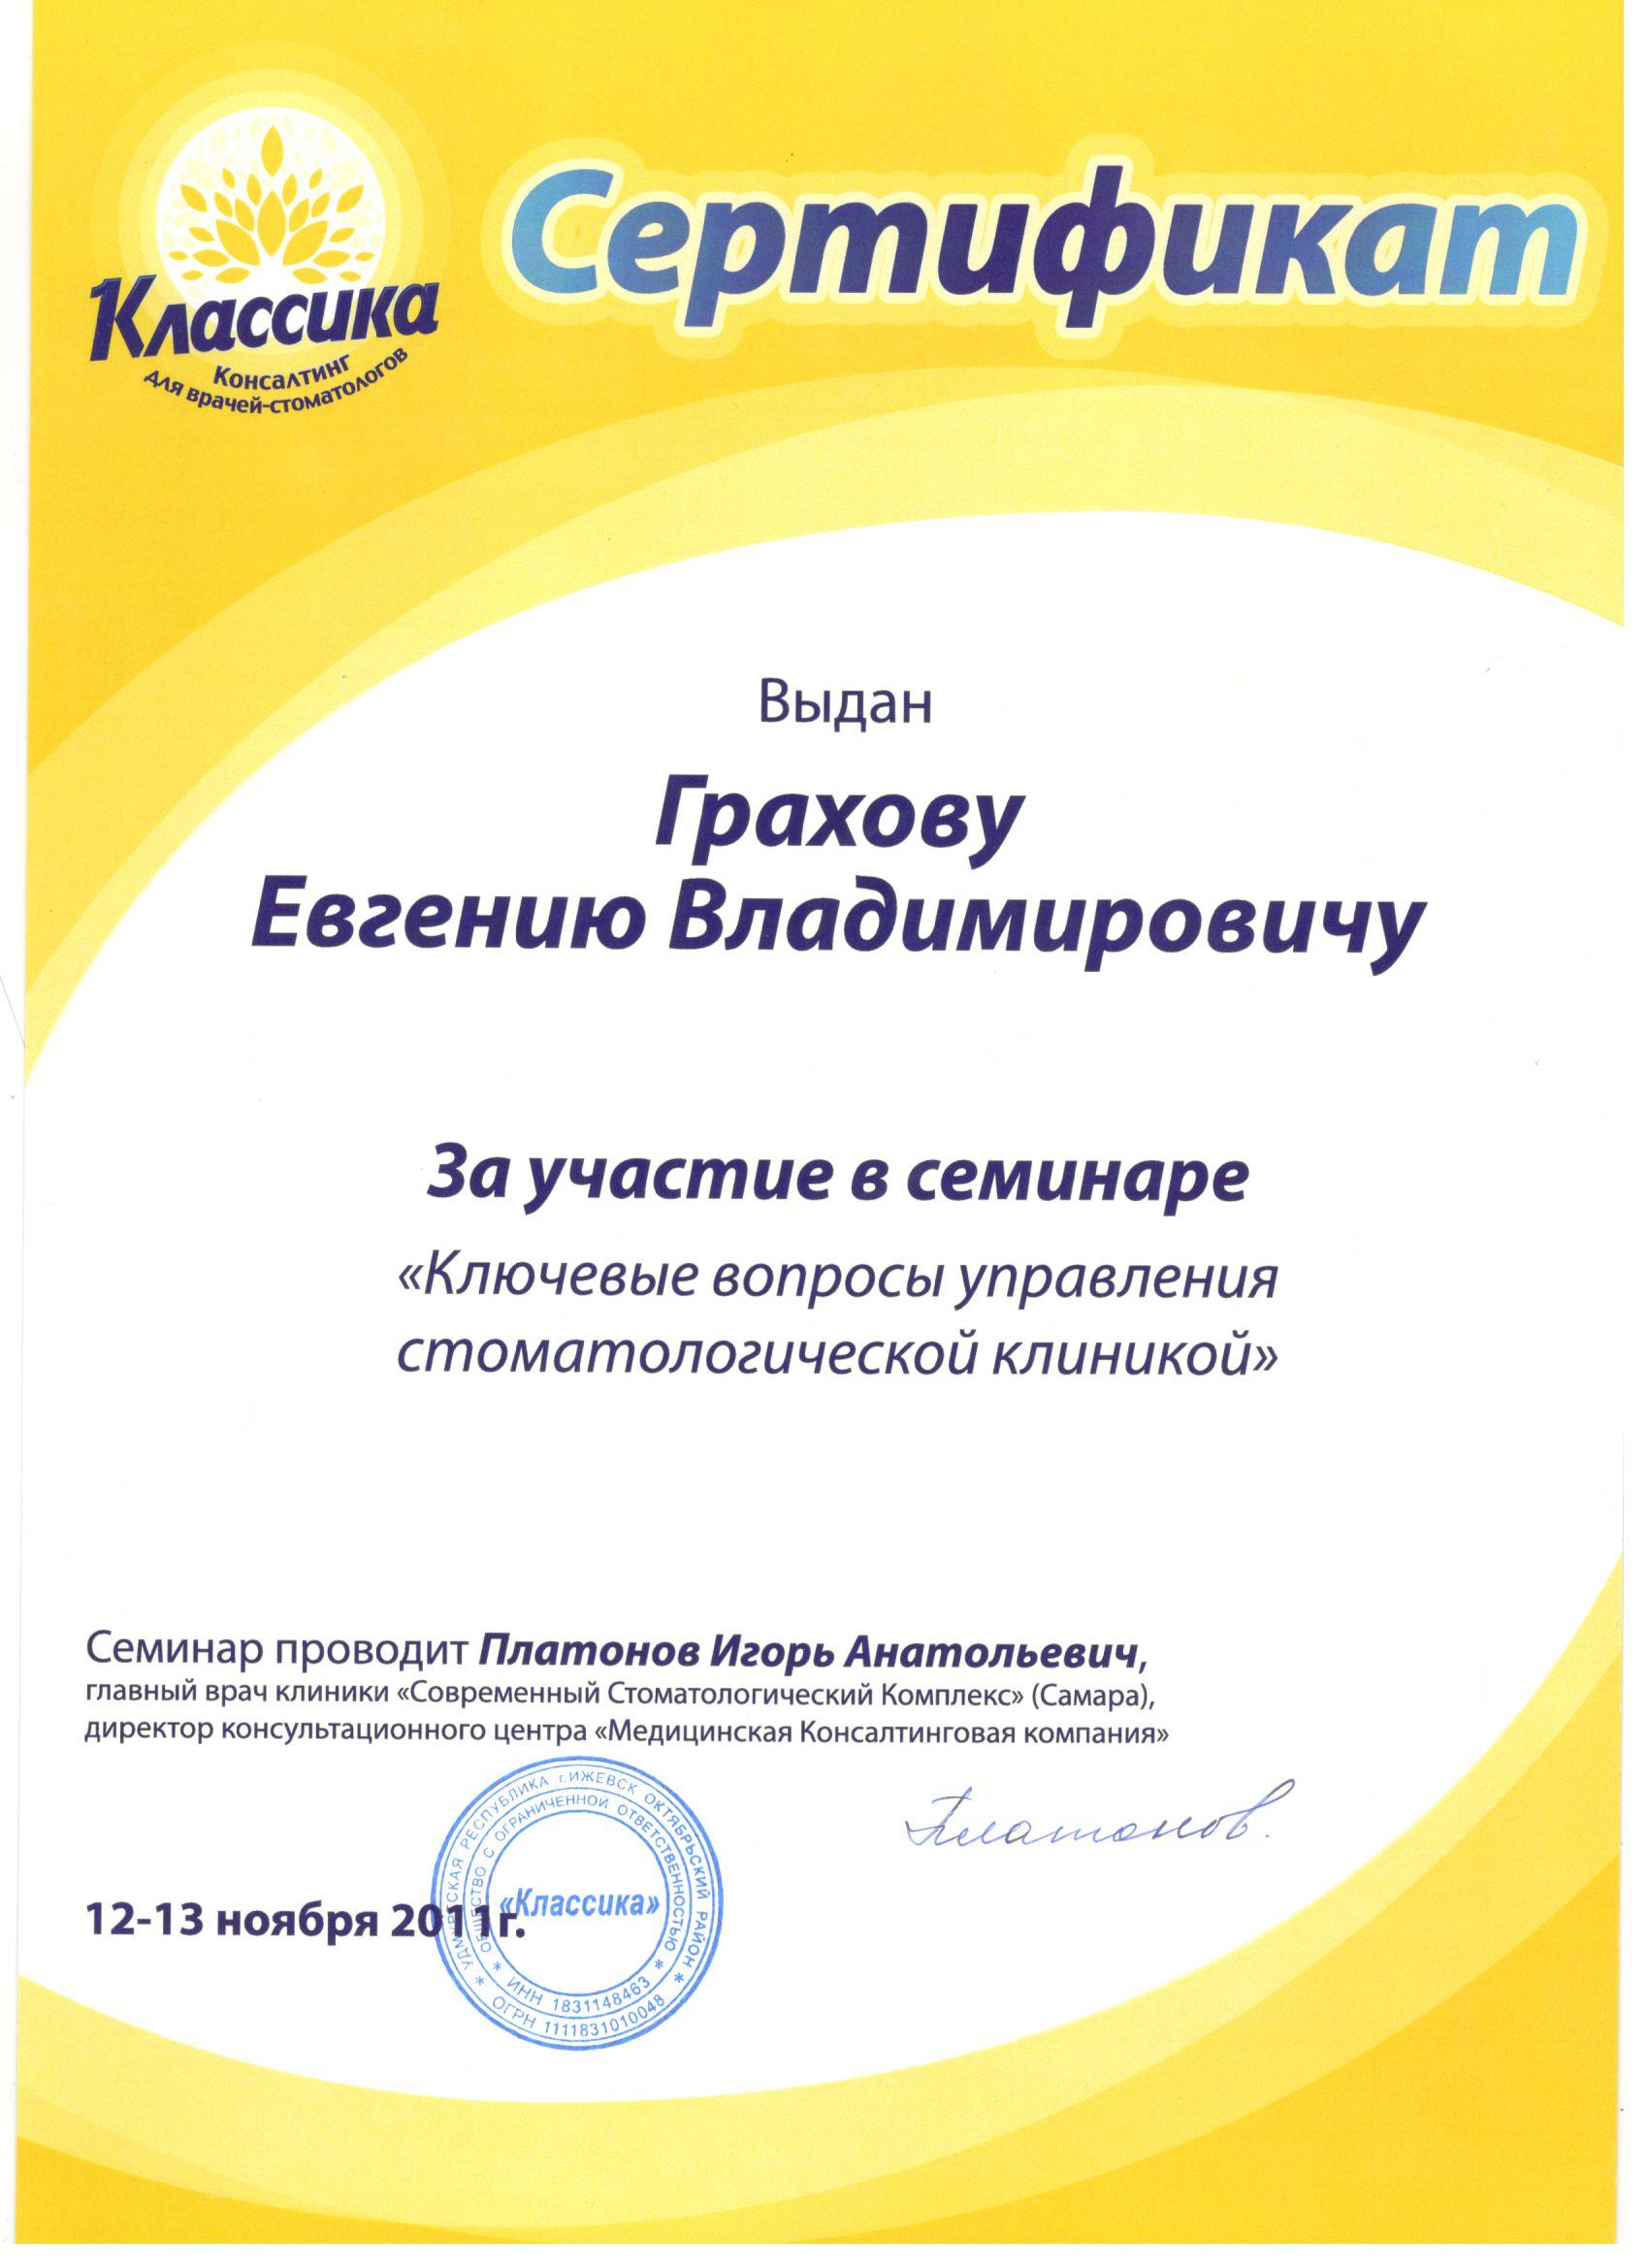 Классика
Консалтинг
для врачей-стоматологов
Сертификат
Выдан
Грахову
Евгению Владимировичу
За участие в семинаре
«Ключевые вопросы управления
стоматологической клиникой»
Семинар проводит Платонов Игорь Анатольевич,
главный врач клиники «Современный Стоматологический Комплекс» (Самара),
директор консультационного центра «Медицинская Консалтинговая компания»
Платонов.
12-13 ноября 2011г.
* УДМУРТСКАЯ РЕСПУБЛИКА г.ИЖЕВСК ОКТЯБРЬСКИЙ РАЙОН *
ОГРН 1111831010048
* ОБЩЕСТВО С ОГРАНИЧЕННОЙ ОТВЕТСТВЕННОСТЬЮ *
ИНН 1831148463
«Классика»